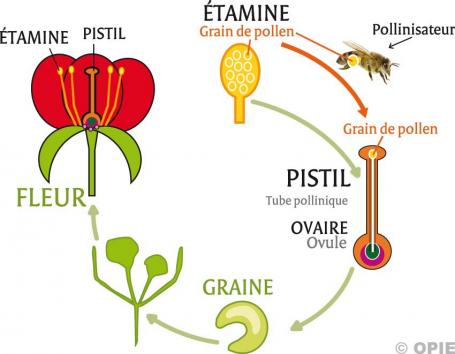 ÉTAMINE
Grain de pollen
Pollinisateur
ÉTAMINE
PISTIL
Grain de pollen
PISTIL
Tube pollinique
OVAIRE
Ovule
FLEUR
GRAINE
© OPIE